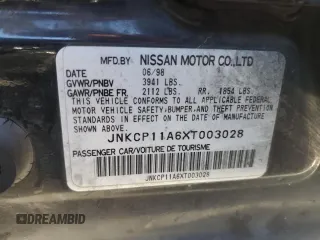 MFD.BY NISSAN MOTOR CO.,LTD
06/98
GVWR/PNBV 3941 LBS.
GAWR/PNBE FR. 2112 LBS. RR. 1854 LBS.
THIS VEHICLE CONFORMS TO ALL APPLICABLE FEDERAL
MOTOR VEHICLE SAFETY,BUMPER,AND THEFT PREVENTION
STANDARDS IN EFFECT ON THE DATE OF MANUFACTURE
SHOWN ABOVE.
JNKCP11A6XT003028
PASSENGER CAR/VOITURE DE TOURISME
JNKCP11A6XT003028
DREAMBID